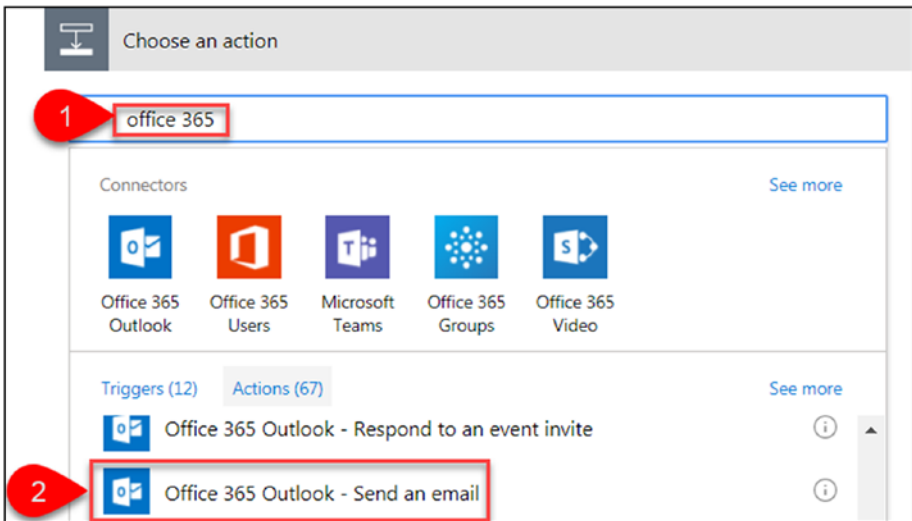 Choose an action
1
office 365
Connectors
See more
Office 365 Outlook
Office 365 Users
Microsoft Teams
Office 365 Groups
Office 365 Video
Triggers (12)
Actions (67)
See more
Office 365 Outlook - Respond to an event invite
2
Office 365 Outlook - Send an email